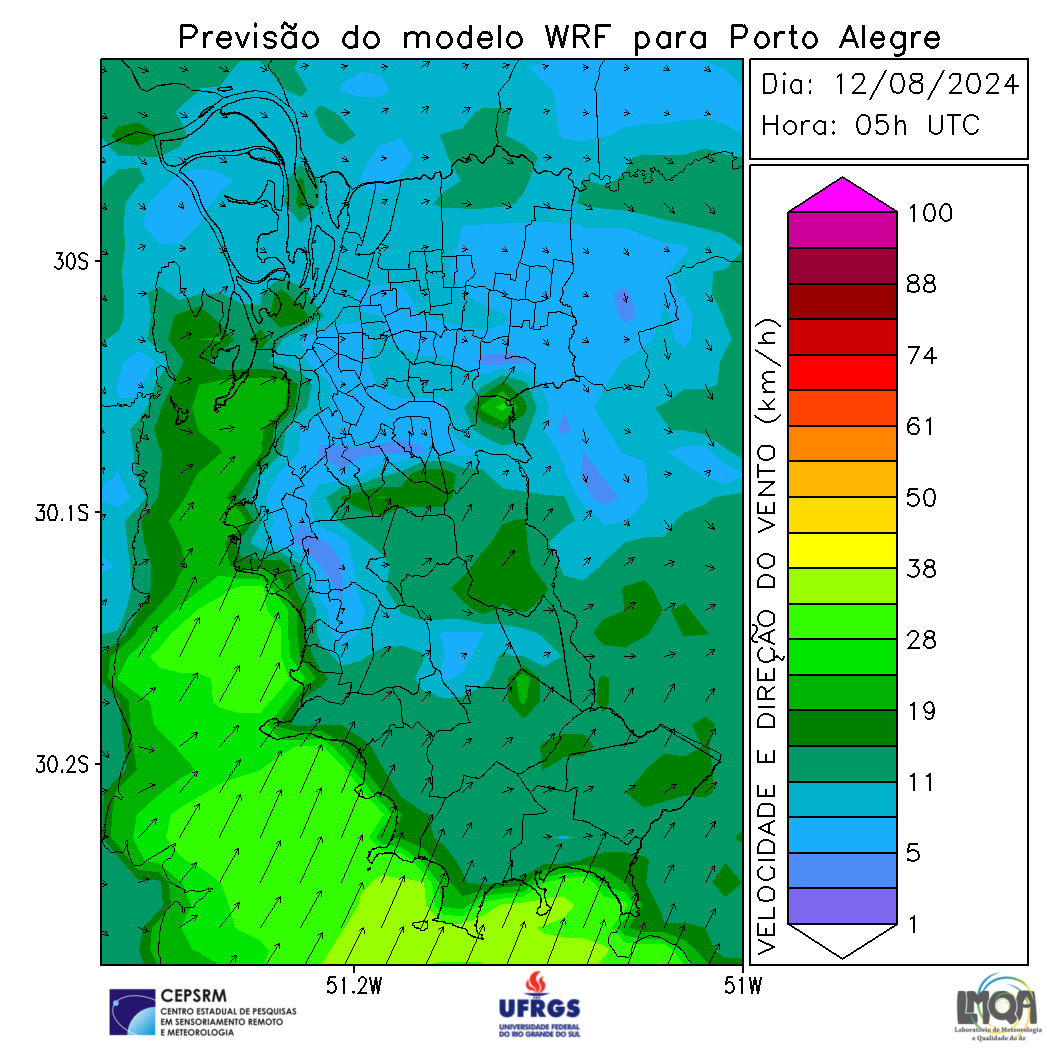 Previsão do modelo WRF para Porto Alegre
Dia: 12/08/2024
Hora: 05h UTC
30S
30.1S
30.2S
51.2W
51W
VELOCIDADE E DIREÇÃO DO VENTO (km/h)
100
88
74
61
50
38
28
19
11
5
1
CEPSRM
CENTRO ESTADUAL DE PESQUISAS
EM SENSORIAMENTO REMOTO
E METEOROLOGIA
UFRGS
UNIVERSIDADE FEDERAL
DO RIO GRANDE DO SUL
LMQA
Laboratório de Meteorologia
e Qualidade do Ar